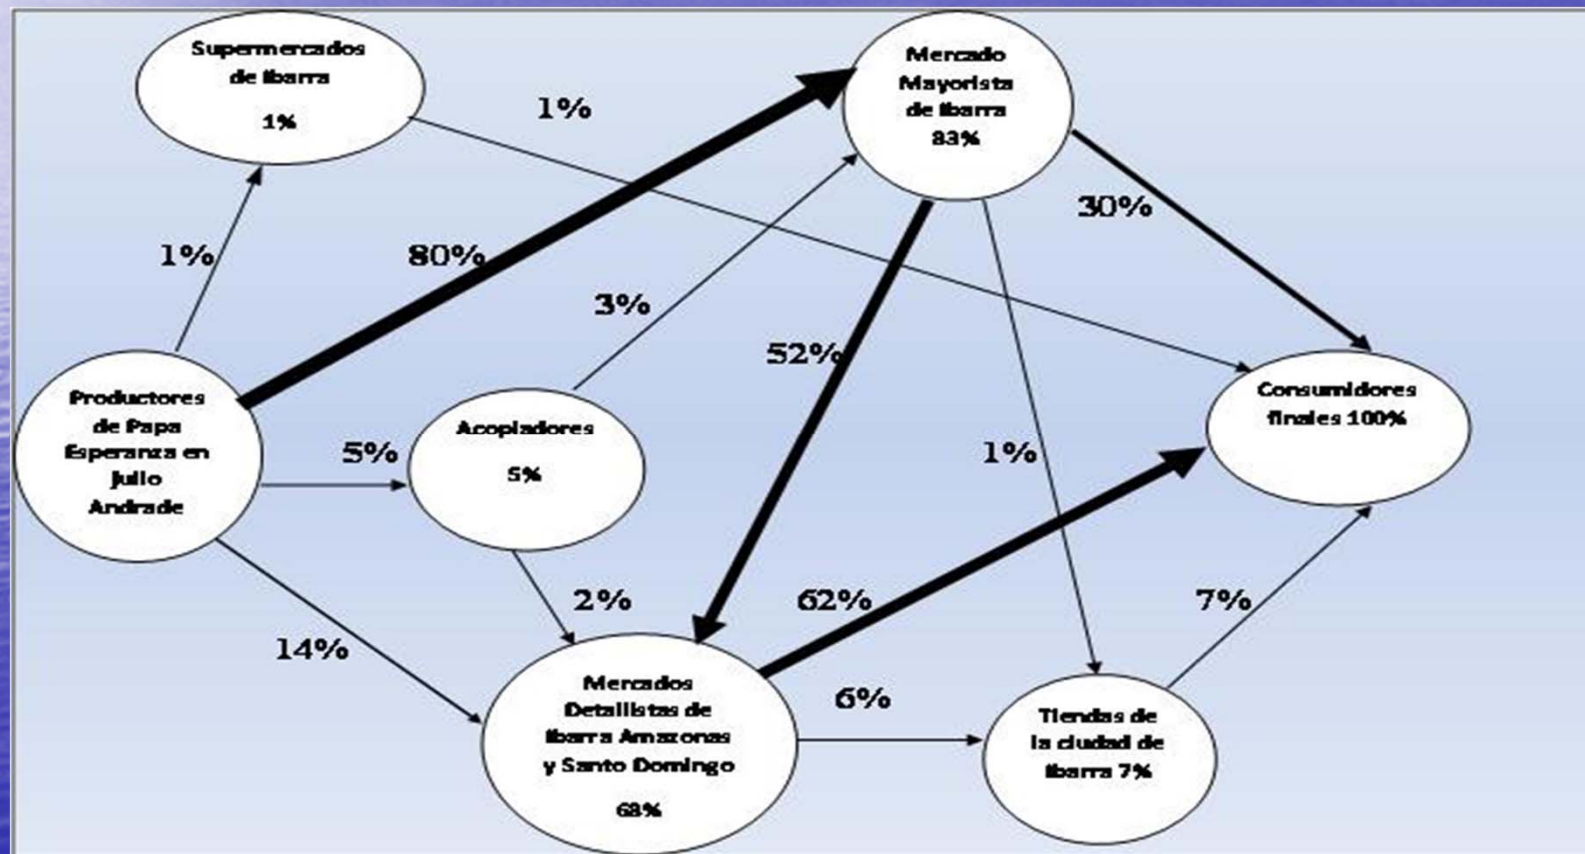 Supermercados
de Ibarra
1%
Mercado
Mayorista
de Ibarra
83%
1%
30%
1%
80%
3%
52%
Productores
de Papa
Esperanza en
Julio
Andrade
5%
Acopiadores
5%
Consumidores
finales 100%
1%
14%
2%
62%
7%
Mercados
Detallistas de
Ibarra Amazonas
y Santo Domingo
68%
6%
Tiendas de
la ciudad de
Ibarra 7%